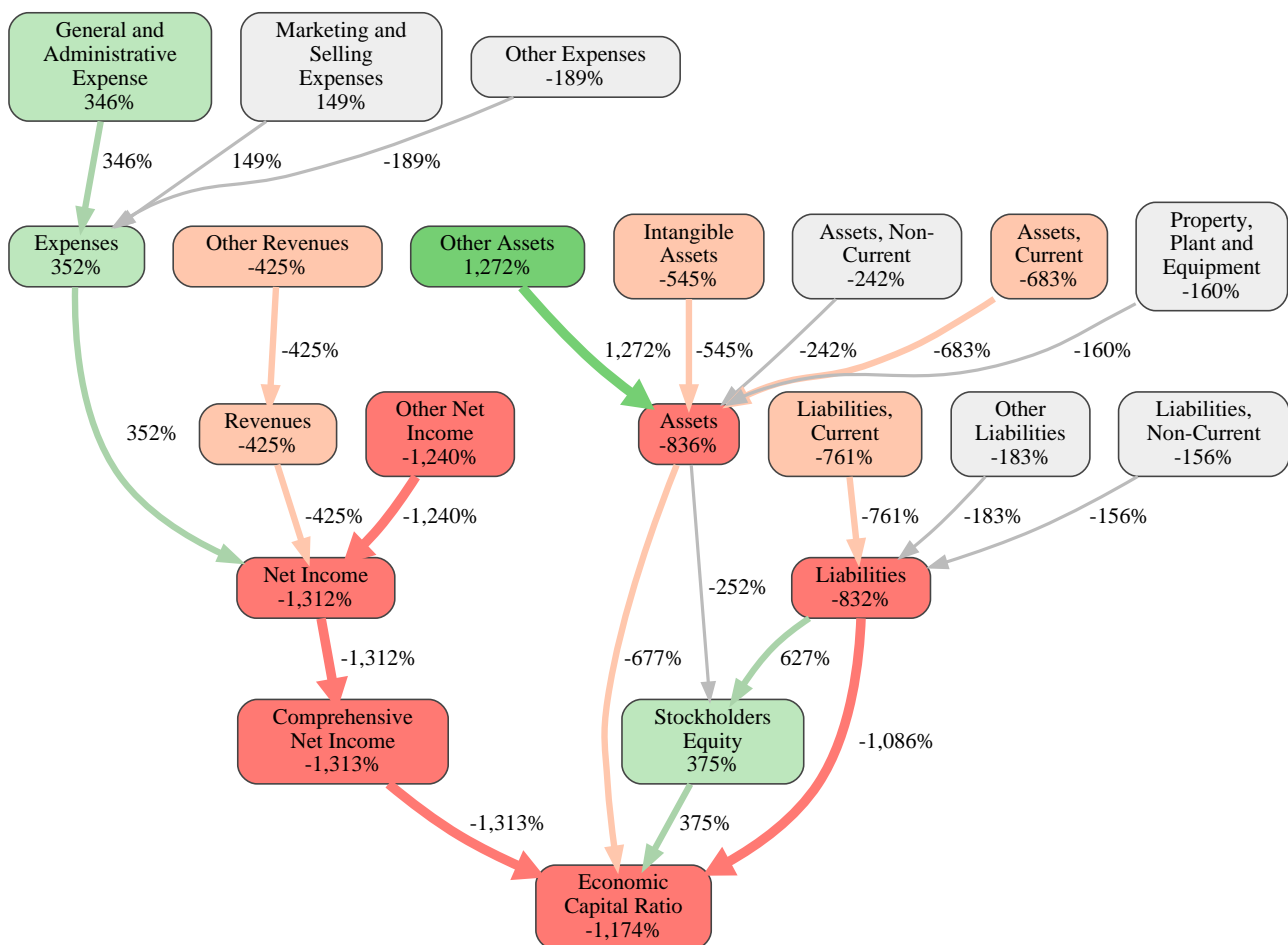 General and
Administrative
Expense
346%
Marketing and
Selling
Expenses
149%
Other Expenses
-189%
346%
149%
-189%
Expenses
352%
Other Revenues
-425%
Other Assets
1,272%
Intangible
Assets
-545%
Assets, Non-
Current
-242%
Assets,
Current
-683%
Property,
Plant and
Equipment
-160%
-425%
1,272%
-545%
-242%
-683%
-160%
352%
Revenues
-425%
Other Net
Income
-1,240%
Assets
-836%
Liabilities,
Current
-761%
Other
Liabilities
-183%
Liabilities,
Non-Current
-156%
-425%
-1,240%
-761%
-183%
-156%
Net Income
-1,312%
-252%
Liabilities
-832%
-1,312%
-677%
627%
Comprehensive
Net Income
-1,313%
Stockholders
Equity
375%
-1,086%
-1,313%
375%
Economic
Capital Ratio
-1,174%